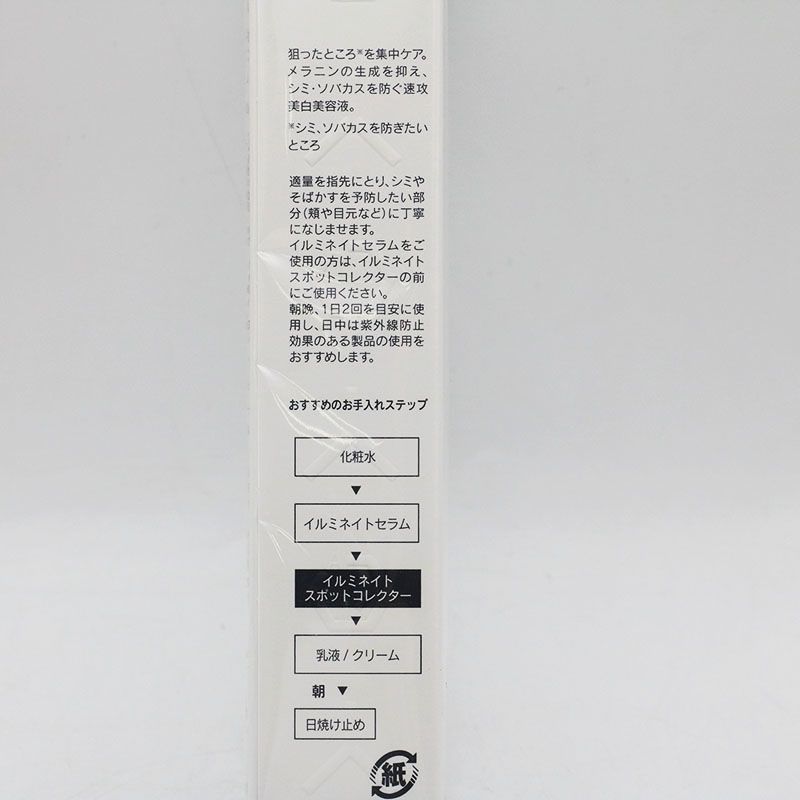 狙ったところ※を集中ケア。
メラニンの生成を抑え、
シミ・ソバカスを防ぐ速攻
美白美容液。
※シミ、ソバカスを防ぎたい
ところ
適量を指先にとり、シミや
そばかすを予防したい部
分(頬や目元など)に丁寧
になじませます。
イルミネイトセラムをご
使用の方は、イルミネイト
スポットコレクターの前
にご使用ください。
朝晩、1日2回を目安に使
用し、日中は紫外線防止
効果のある製品の使用を
おすすめします。
おすすめのお手入れステップ
化粧水
▼
イルミネイトセラム
▼
イルミネイト
スポットコレクター
▼
乳液 / クリーム
朝 ▼
日焼け止め
紙